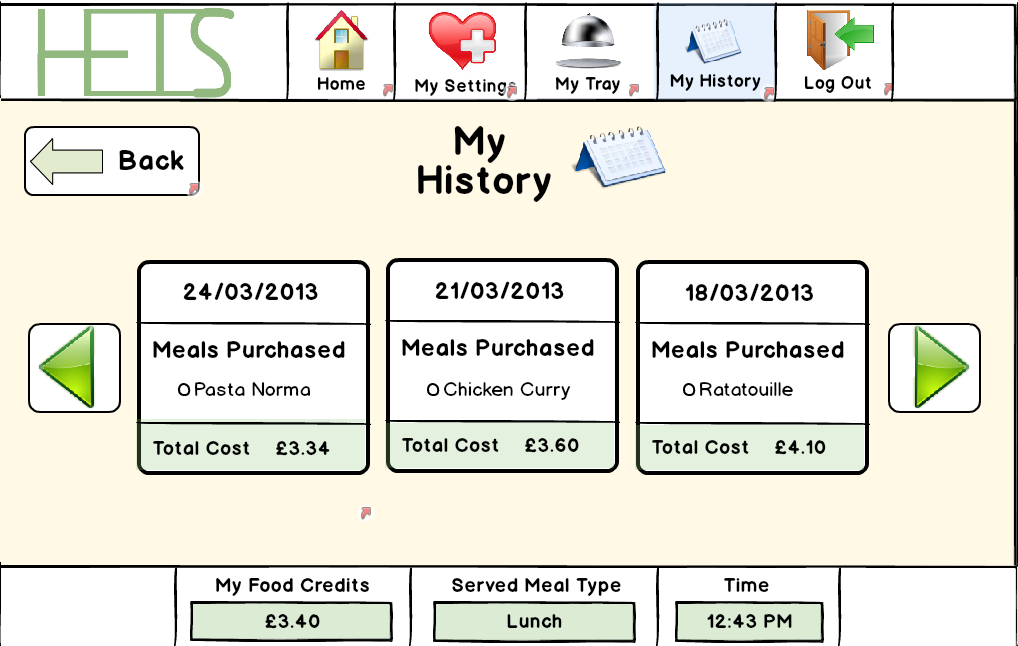 HETS
Home
My Settings
My Tray
My History
Log Out
Back
My
History
24/03/2013
Meals Purchased
O Pasta Norma
Total Cost £3.34
21/03/2013
Meals Purchased
O Chicken Curry
Total Cost £3.60
18/03/2013
Meals Purchased
O Ratatouille
Total Cost £4.10
My Food Credits
£3.40
Served Meal Type
Lunch
Time
12:43 PM